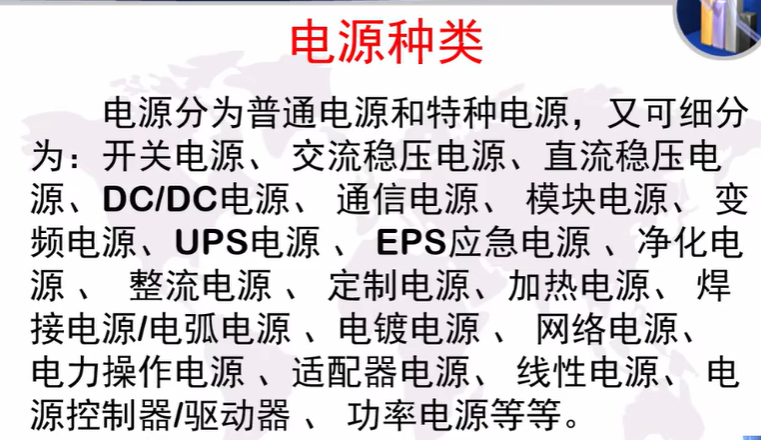 电源种类
电源分为普通电源和特种电源，又可细分
为：开关电源、 交流稳压电源、直流稳压电
源、DC/DC电源、 通信电源、 模块电源、 变
频电源、UPS电源 、 EPS应急电源 、净化电
源 、 整流电源 、 定制电源、加热电源、 焊
接电源/电弧电源 、电镀电源 、 网络电源、
电力操作电源 、适配器电源、 线性电源、 电
源控制器/驱动器 、 功率电源等等。